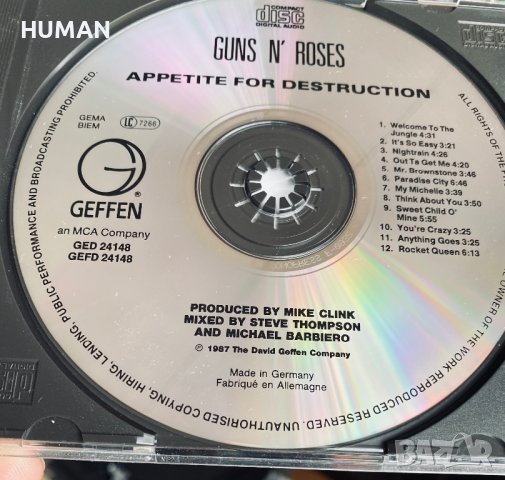 HUMAN
COMPACT
disc
DIGITAL AUDIO
GUNS N' ROSES
APPETITE FOR DESTRUCTION
GEMA
BIEM
LC 7266
GEFFEN
an MCA Company
GED 24148
GEFD 24148
1. Welcome To The
Jungle 4:31
2. It's So Easy 3:21
3. Nightrain 4:26
4. Out Ta Get Me 4:20
5. Mr. Brownstone 3:46
6. Paradise City 6:46
7. My Michelle 3:39
8. Think About You 3:50
9. Sweet Child O'
Mine 5:55
10. You're Crazy 3:25
11. Anything Goes 3:25
12. Rocket Queen 6:13
PRODUCED BY MIKE CLINK
MIXED BY STEVE THOMPSON
AND MICHAEL BARBIERO
℗ 1987 The David Geffen Company
Made in Germany
Fabriqué en Allemagne
ALL RIGHTS OF THE
OWNER OF THE WORK REPRODUCED RESERVED. UNAUTHORISED COPYING, HIRING, LENDING, PUBLIC PERFORMANCE AND BROADCASTING PROHIBITED.
BAZAR